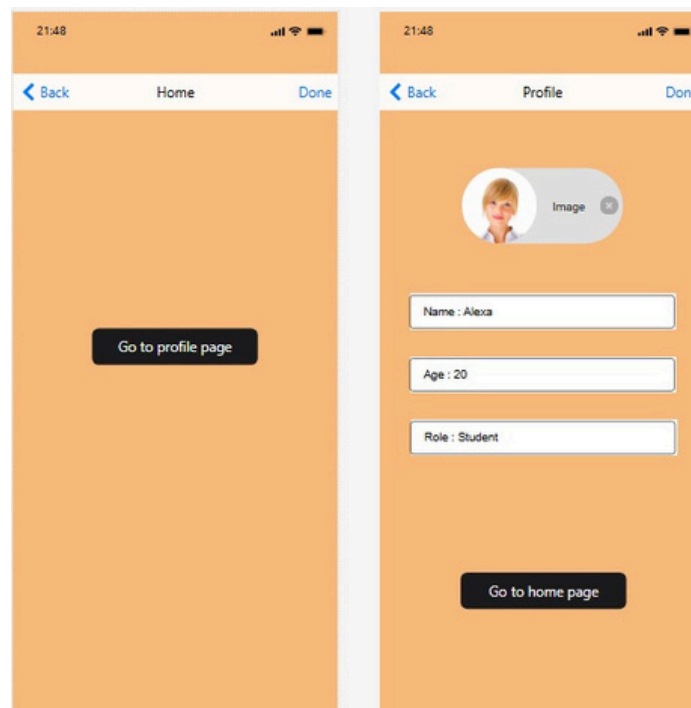 21:48
Back Home Done
Go to profile page
21:48
Back Profile Don
Image
Name : Alexa
Age : 20
Role : Student
Go to home page